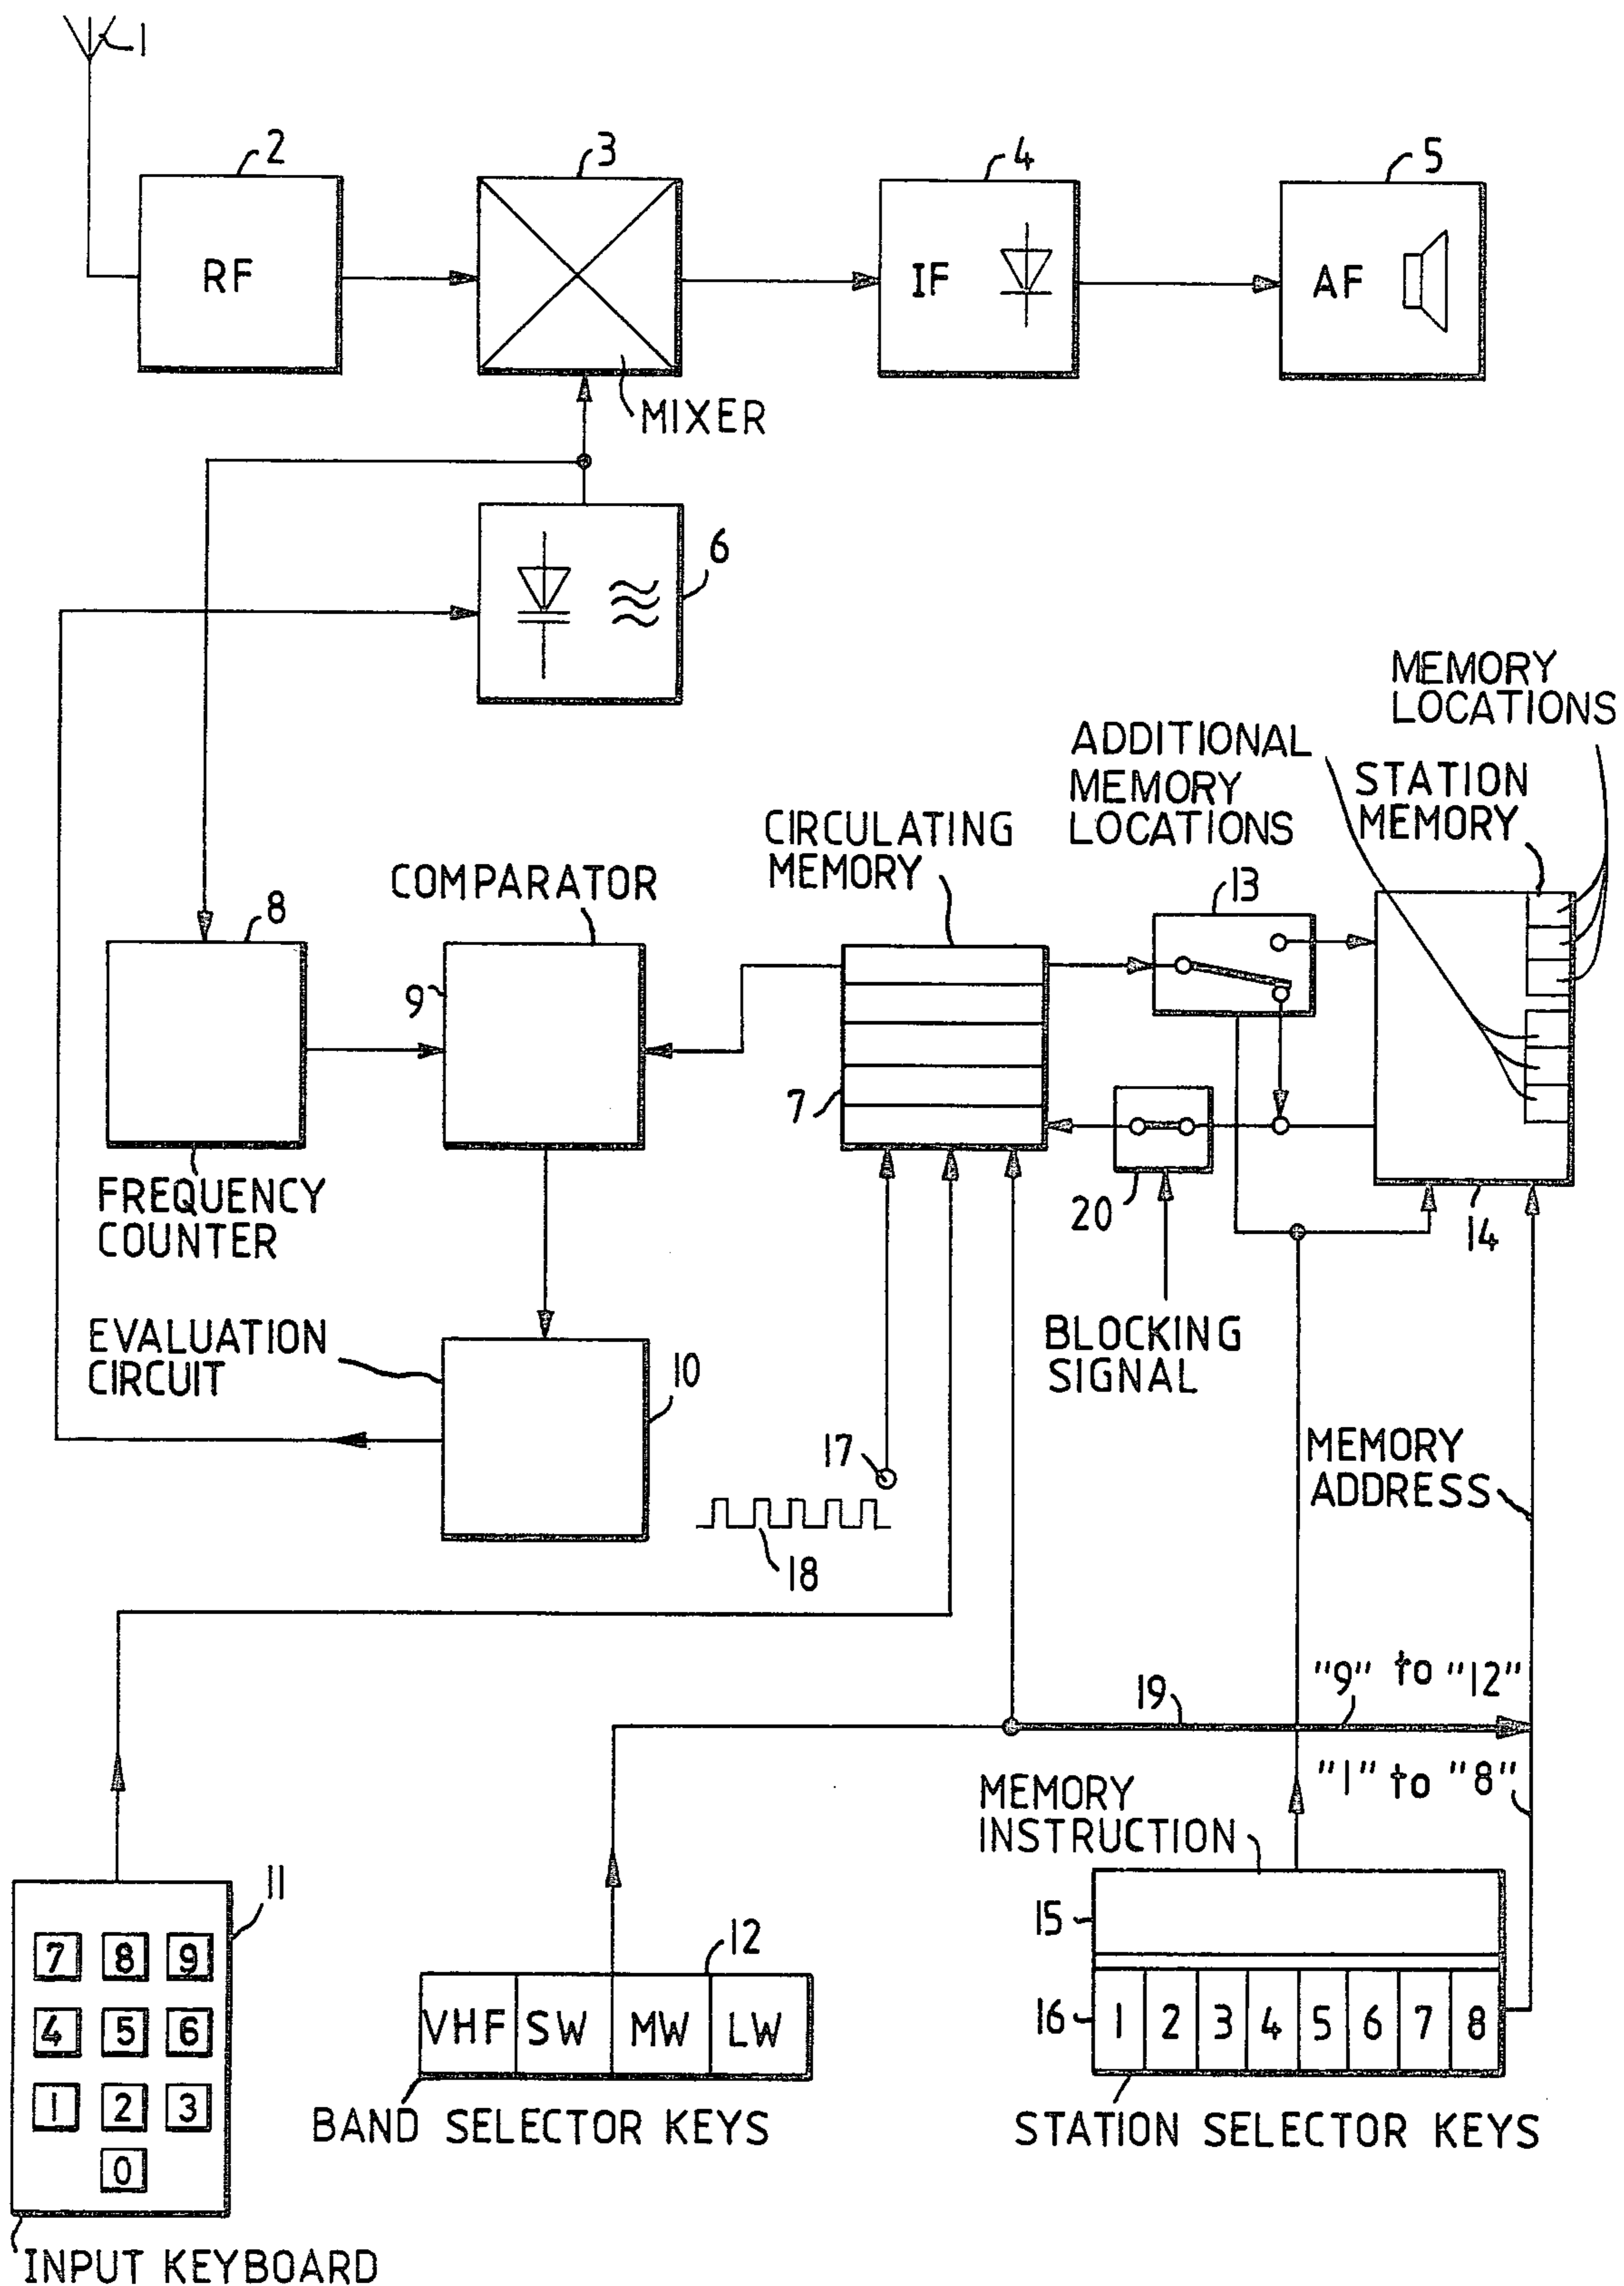 1
2
3
4
5
RF
IF
AF
MIXER
6
MEMORY
LOCATIONS
ADDITIONAL
MEMORY
LOCATIONS
STATION
MEMORY
CIRCULATING
MEMORY
COMPARATOR
13
8
9
7
20
14
FREQUENCY
COUNTER
BLOCKING
SIGNAL
EVALUATION
CIRCUIT
10
17
18
MEMORY
ADDRESS
"9" to "12"
19
"1" to "8"
MEMORY
INSTRUCTION
11
7 8 9
4 5 6
1 2 3
0
INPUT KEYBOARD
12
VHF SW MW LW
BAND SELECTOR KEYS
15
16
1 2 3 4 5 6 7 8
STATION SELECTOR KEYS